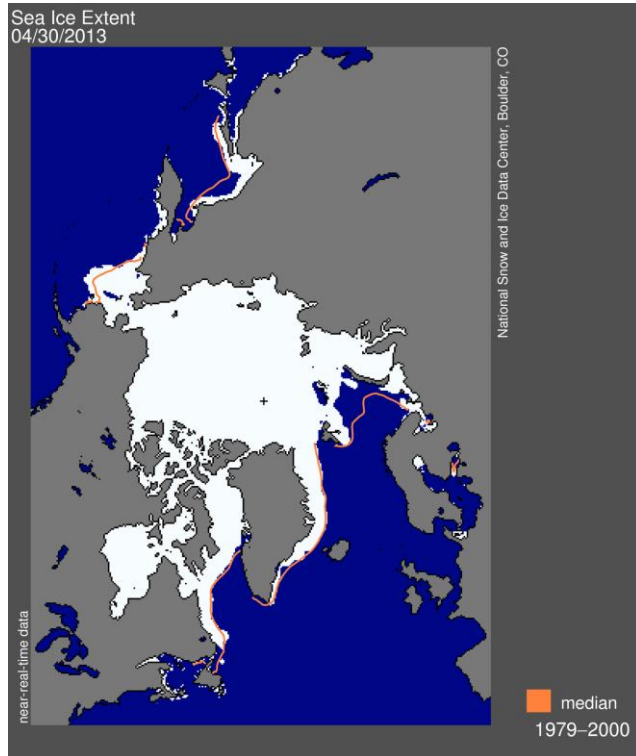 Sea Ice Extent
04/30/2013
National Snow and Ice Data Center, Boulder, CO
near-real-time data
median
1979–2000